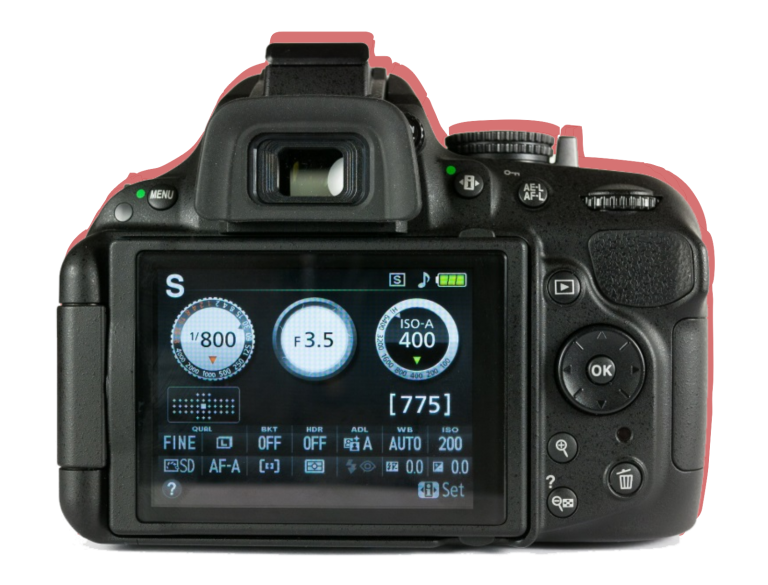 MENU
AE-L
AF-L
S
S
1/800
F3.5
ISO-A
400
[775]
QUAL
BKT
HDR
ADL
WB
ISO
FINE
L
OFF
OFF
A
AUTO
200
SD
AF-A
[ ]
0.0
0.0
?
i
Set
OK
?